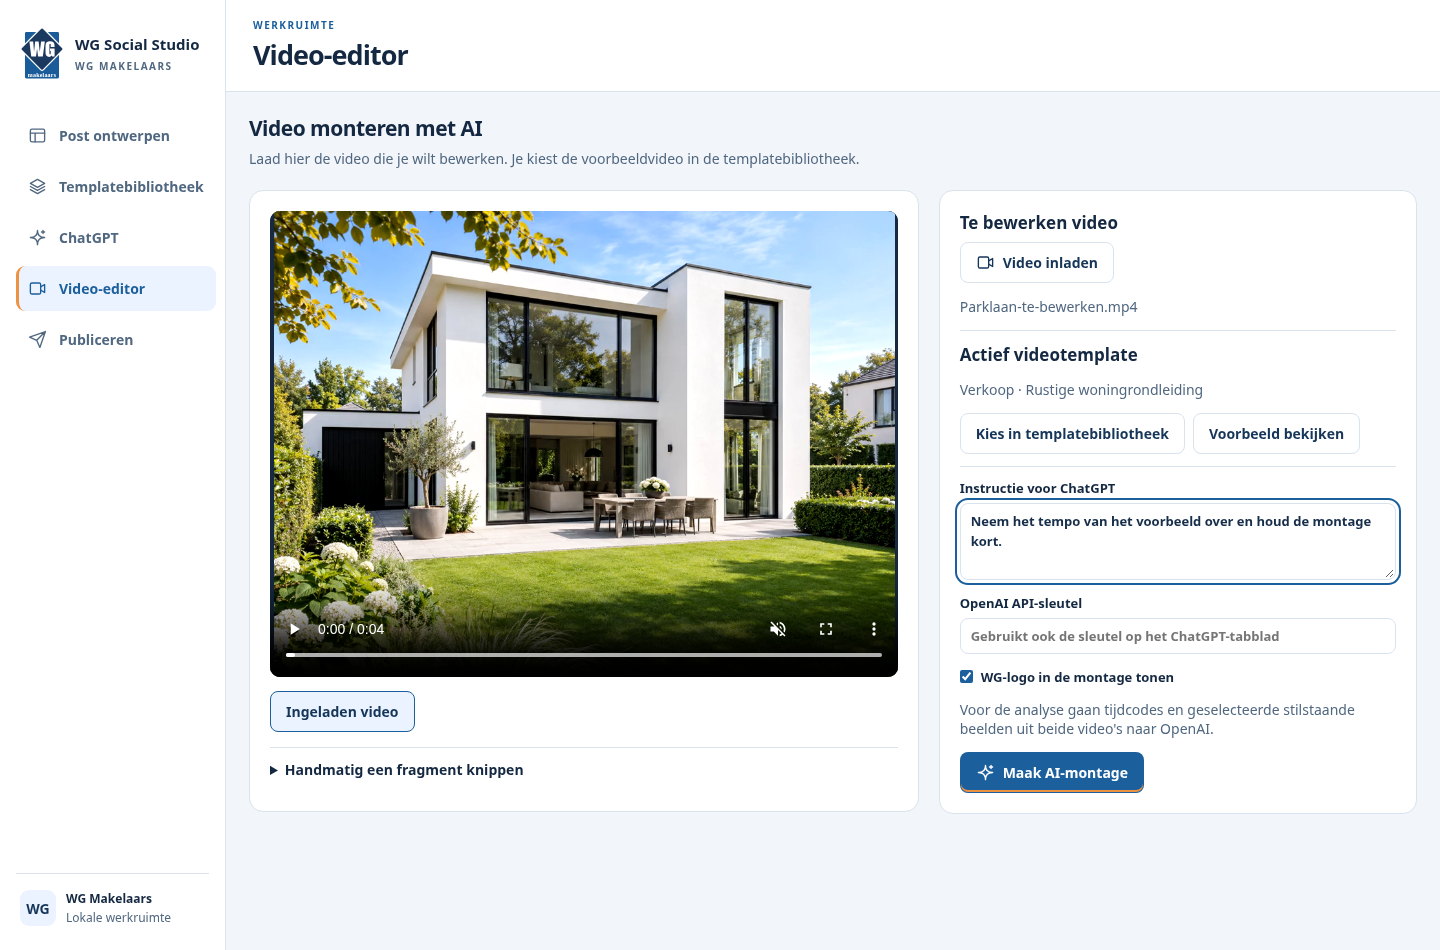 WG
makelaars
WG Social Studio
WG MAKELAARS
Post ontwerpen
Templatebibliotheek
ChatGPT
Video-editor
Publiceren
WG
WG Makelaars
Lokale werkruimte
WERKRUIMTE
Video-editor
Video monteren met AI
Laad hier de video die je wilt bewerken. Je kiest de voorbeeldvideo in de templatebibliotheek.
0:00 / 0:04
Ingeladen video
Handmatig een fragment knippen
Te bewerken video
Video inladen
Parklaan-te-bewerken.mp4
Actief videotemplate
Verkoop · Rustige woningrondleiding
Kies in templatebibliotheek
Voorbeeld bekijken
Instructie voor ChatGPT
Neem het tempo van het voorbeeld over en houd de montage
kort.
OpenAI API-sleutel
Gebruikt ook de sleutel op het ChatGPT-tabblad
WG-logo in de montage tonen
Voor de analyse gaan tijdcodes en geselecteerde stilstaande
beelden uit beide video's naar OpenAI.
Maak AI-montage